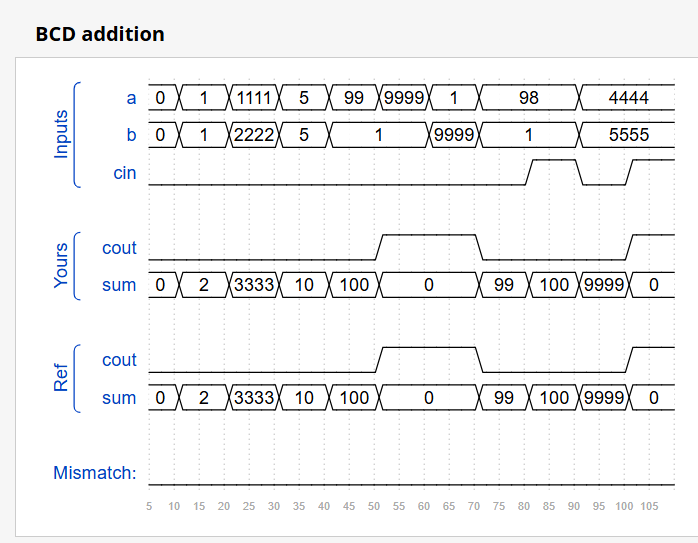 BCD addition
Inputs
a 0 1 1111 5 99 9999 1 98 4444
b 0 1 2222 5 1 9999 1 5555
cin
Yours
cout
sum 0 2 3333 10 100 0 99 100 9999 0
Ref
cout
sum 0 2 3333 10 100 0 99 100 9999 0
Mismatch:
5 10 15 20 25 30 35 40 45 50 55 60 65 70 75 80 85 90 95 100 105